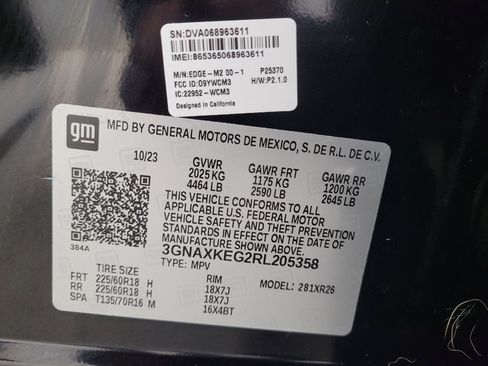 SN:DVA068963611
IMEI:865365068963611
M/N:EDGE-M2 00-1 P25370
FCC ID:O9YWCM3 H/W:P2.1.0
IC:22952-WCM3
Designed in California
gm
MFD BY GENERAL MOTORS DE MEXICO, S. DE R.L. DE C.V.
10/23 GVWR GAWR FRT GAWR RR
2025 KG 1175 KG 1200 KG
4464 LB 2590 LB 2645 LB
THIS VEHICLE CONFORMS TO ALL
APPLICABLE U.S. FEDERAL MOTOR
VEHICLE SAFETY AND THEFT
PREVENTION STANDARDS IN EFFECT
ON THE DATE OF MANUFACTURE
SHOWN ABOVE.
3GNAXKEG2RL205358
384A
TYPE: MPV
TIRE SIZE RIM MODEL: 281XR26
FRT 225/60R18 H 18X7J
RR 225/60R18 H 18X7J
SPA T135/70R16 M 16X4BT